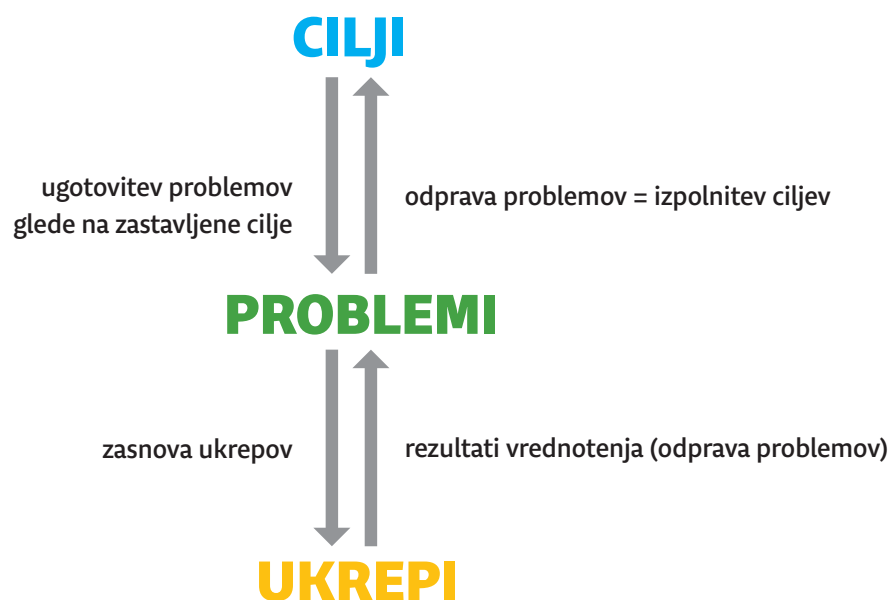 CILJI
ugotovitev problemov
glede na zastavljene cilje
odprava problemov = izpolnitev ciljev
PROBLEMI
zasnova ukrepov
rezultati vrednotenja (odprava problemov)
UKREPI